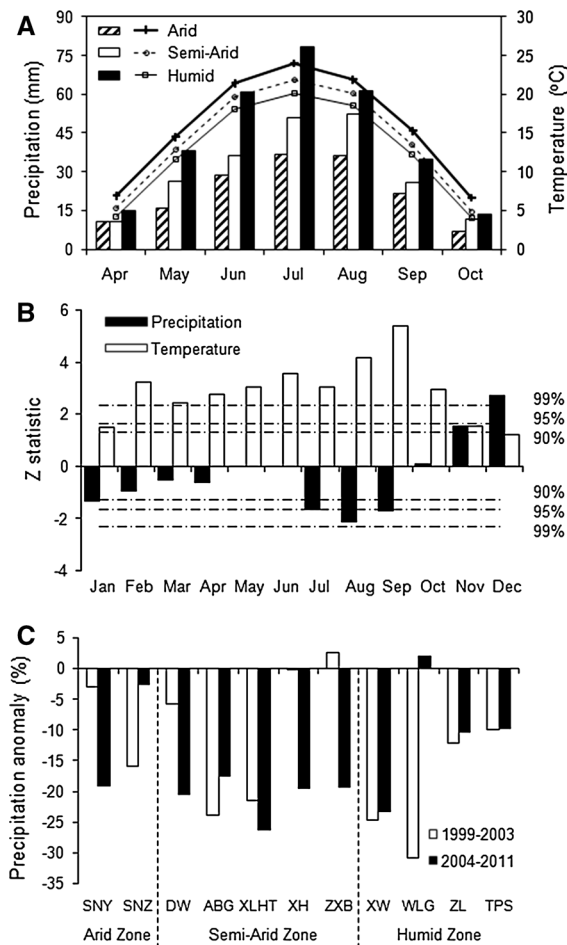 A
Precipitation (mm)
90
75
60
45
30
15
0
Arid
Semi-Arid
Humid
30
25
20
15
10
5
0
Temperature (ºC)
Apr May Jun Jul Aug Sep Oct
B
Z statistic
6
4
2
0
-2
-4
Precipitation
Temperature
99%
95%
90%
90%
95%
99%
Jan Feb Mar Apr May Jun Jul Aug Sep Oct Nov Dec
C
Precipitation anomaly (%)
5
0
-5
-10
-15
-20
-25
-30
-35
1999-2003
2004-2011
SNY SNZ DW ABG XLHT XH ZXB XW WLG ZL TPS
Arid Zone Semi-Arid Zone Humid Zone